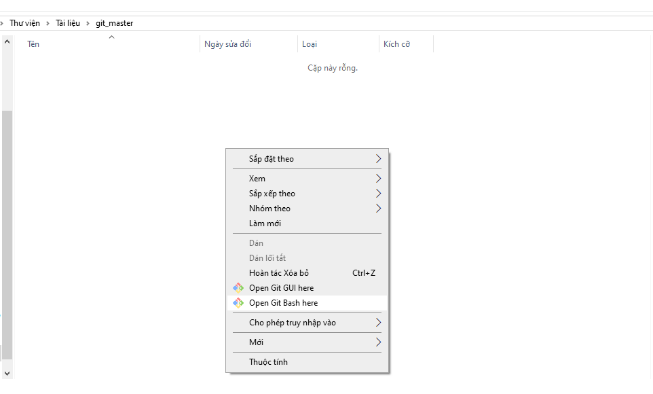 Thư viện > Tài liệu > git_master
Tên Ngày sửa đổi Loại Kích cỡ
Cặp này rỗng.
Sắp đặt theo
Xem
Sắp xếp theo
Nhóm theo
Làm mới
Dán
Dán lối tắt
Hoàn tác Xóa bỏ Ctrl+Z
Open Git GUI here
Open Git Bash here
Cho phép truy nhập vào
Mới
Thuộc tính